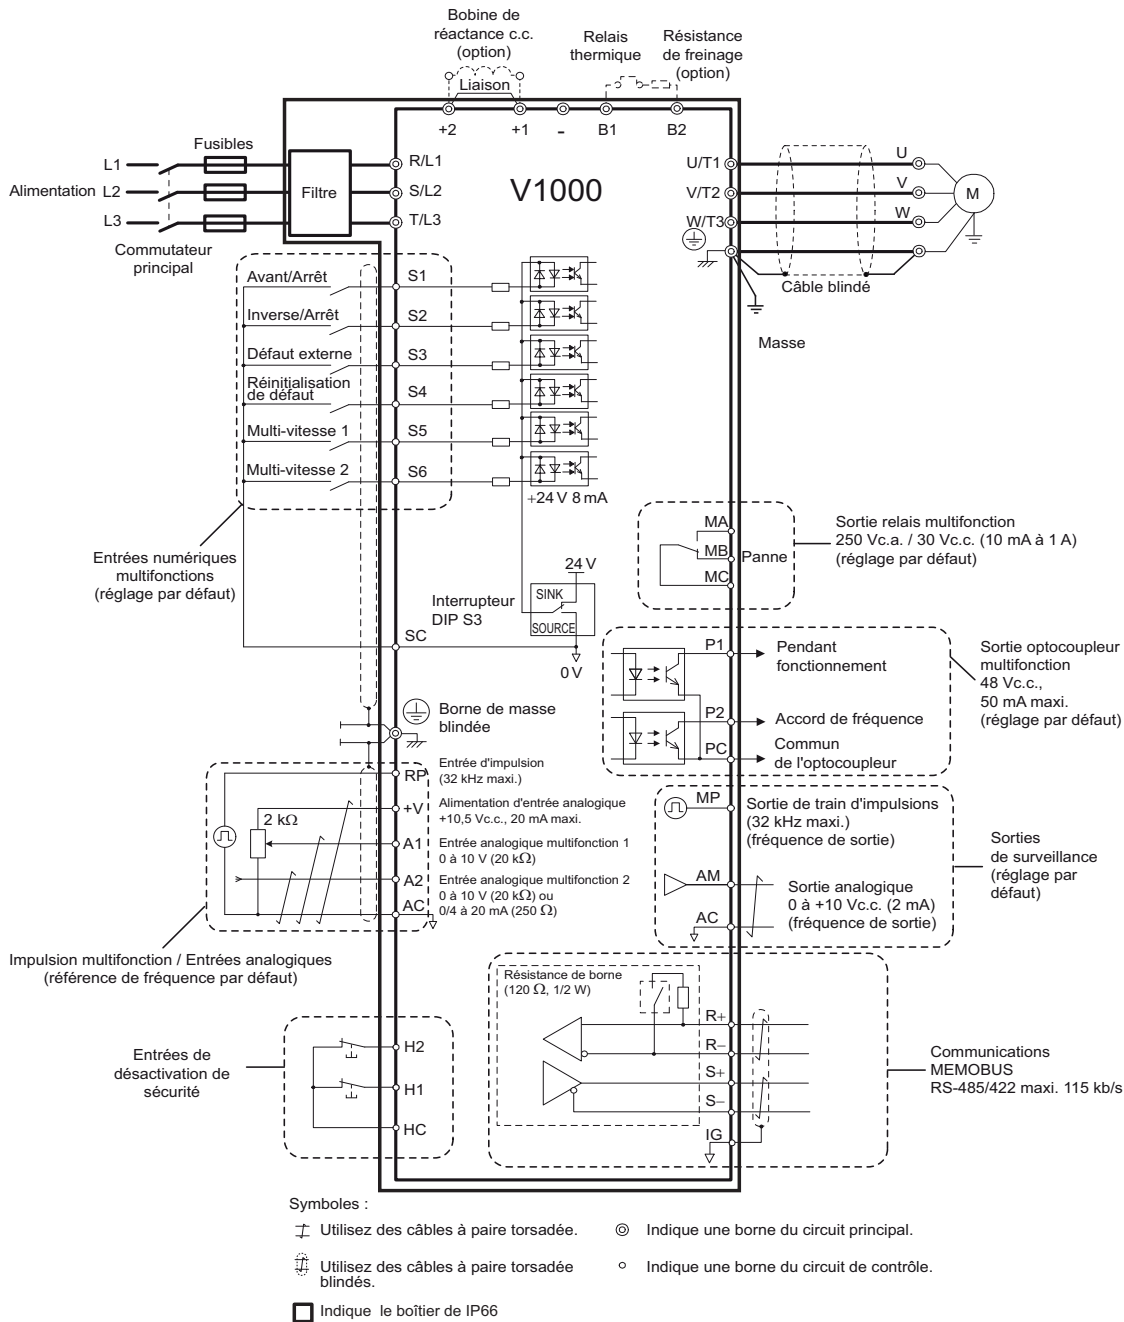 Bobine de
réactance c.c.
(option)
Liaison
Relais
thermique
Résistance
de freinage
(option)
+2
+1
-
B1
B2
Fusibles
L1
Alimentation L2
L3
Commutateur
principal
Filtre
R/L1
S/L2
T/L3
V1000
U/T1
V/T2
W/T3
U
V
W
M
Câble blindé
Masse
Avant/Arrêt
S1
Inverse/Arrêt
S2
Défaut externe
S3
Réinitialisation
de défaut
S4
Multi-vitesse 1
S5
Multi-vitesse 2
S6
+24 V 8 mA
Entrées numériques
multifonctions
(réglage par défaut)
Interrupteur
DIP S3
24 V
SINK
SOURCE
0 V
SC
MA
MB
MC
Panne
Sortie relais multifonction
250 Vc.a. / 30 Vc.c. (10 mA à 1 A)
(réglage par défaut)
P1
Pendant
fonctionnement
P2
Accord de fréquence
PC
Commun
de l'optocoupleur
Sortie optocoupleur
multifonction
48 Vc.c.,
50 mA maxi.
(réglage par défaut)
Borne de masse
blindée
RP
Entrée d'impulsion
(32 kHz maxi.)
+V
Alimentation d'entrée analogique
+10,5 Vc.c., 20 mA maxi.
2 kΩ
A1
Entrée analogique multifonction 1
0 à 10 V (20 kΩ)
A2
Entrée analogique multifonction 2
0 à 10 V (20 kΩ) ou
0/4 à 20 mA (250 Ω)
AC
Impulsion multifonction / Entrées analogiques
(référence de fréquence par défaut)
MP
Sortie de train d'impulsions
(32 kHz maxi.)
(fréquence de sortie)
AM
Sortie analogique
0 à +10 Vc.c. (2 mA)
(fréquence de sortie)
AC
Sorties
de surveillance
(réglage par
défaut)
Résistance de borne
(120 Ω, 1/2 W)
R+
R−
S+
S−
IG
Communications
MEMOBUS
RS-485/422 maxi. 115 kb/s
Entrées de
désactivation de
sécurité
H2
H1
HC
Symboles :
Utilisez des câbles à paire torsadée.
Indique une borne du circuit principal.
Utilisez des câbles à paire torsadée
blindés.
Indique une borne du circuit de contrôle.
Indique le boîtier de IP66